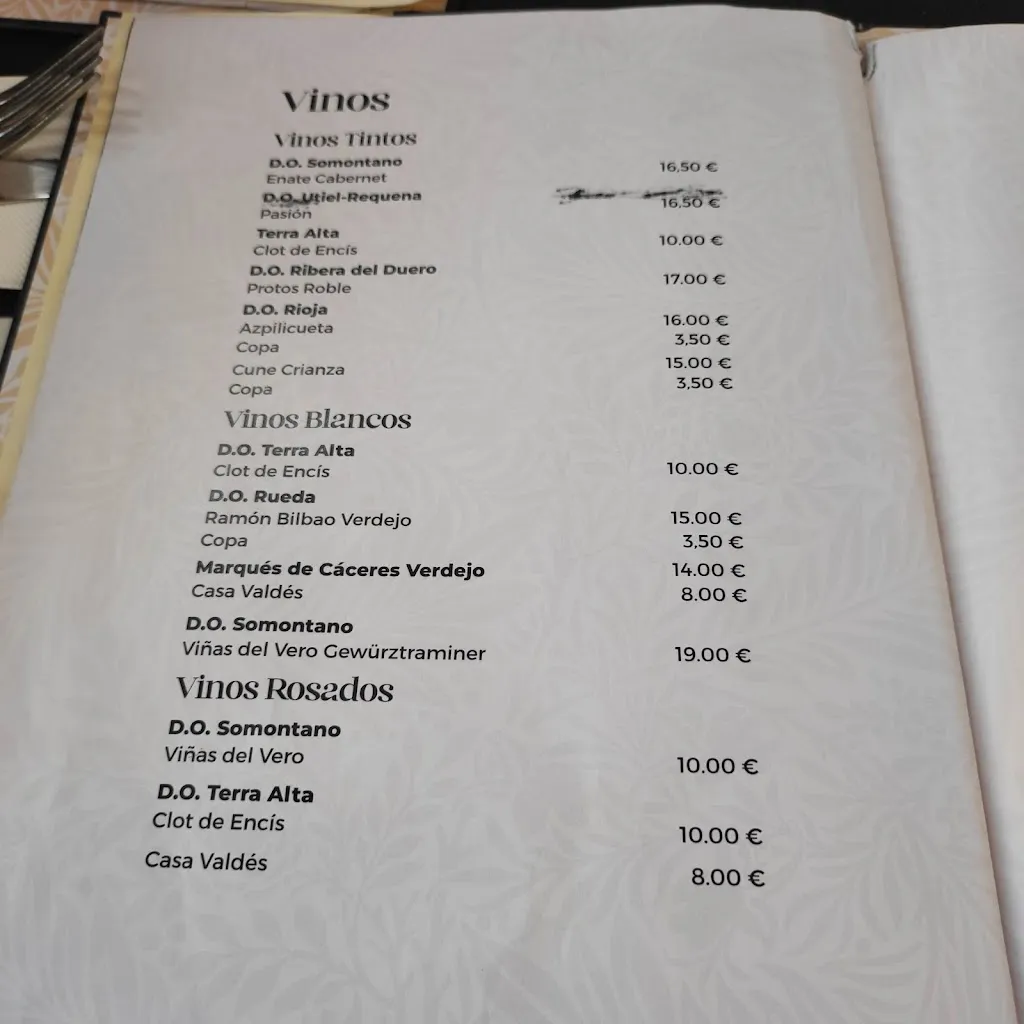 Vinos
Vinos Tintos
D.O. Somontano
Enate Cabernet 16,50 €
D.O. Utiel-Requena
Pasión 16,50 €
Terra Alta
Clot de Encís 10.00 €
D.O. Ribera del Duero
Protos Roble 17.00 €
D.O. Rioja
Azpilicueta 16.00 €
Copa 3,50 €
Cune Crianza 15.00 €
Copa 3,50 €
Vinos Blancos
D.O. Terra Alta
Clot de Encís 10.00 €
D.O. Rueda
Ramón Bilbao Verdejo 15.00 €
Copa 3,50 €
Marqués de Cáceres Verdejo 14.00 €
Casa Valdés 8.00 €
D.O. Somontano
Viñas del Vero Gewürztraminer 19.00 €
Vinos Rosados
D.O. Somontano
Viñas del Vero 10.00 €
D.O. Terra Alta
Clot de Encís 10.00 €
Casa Valdés 8.00 €